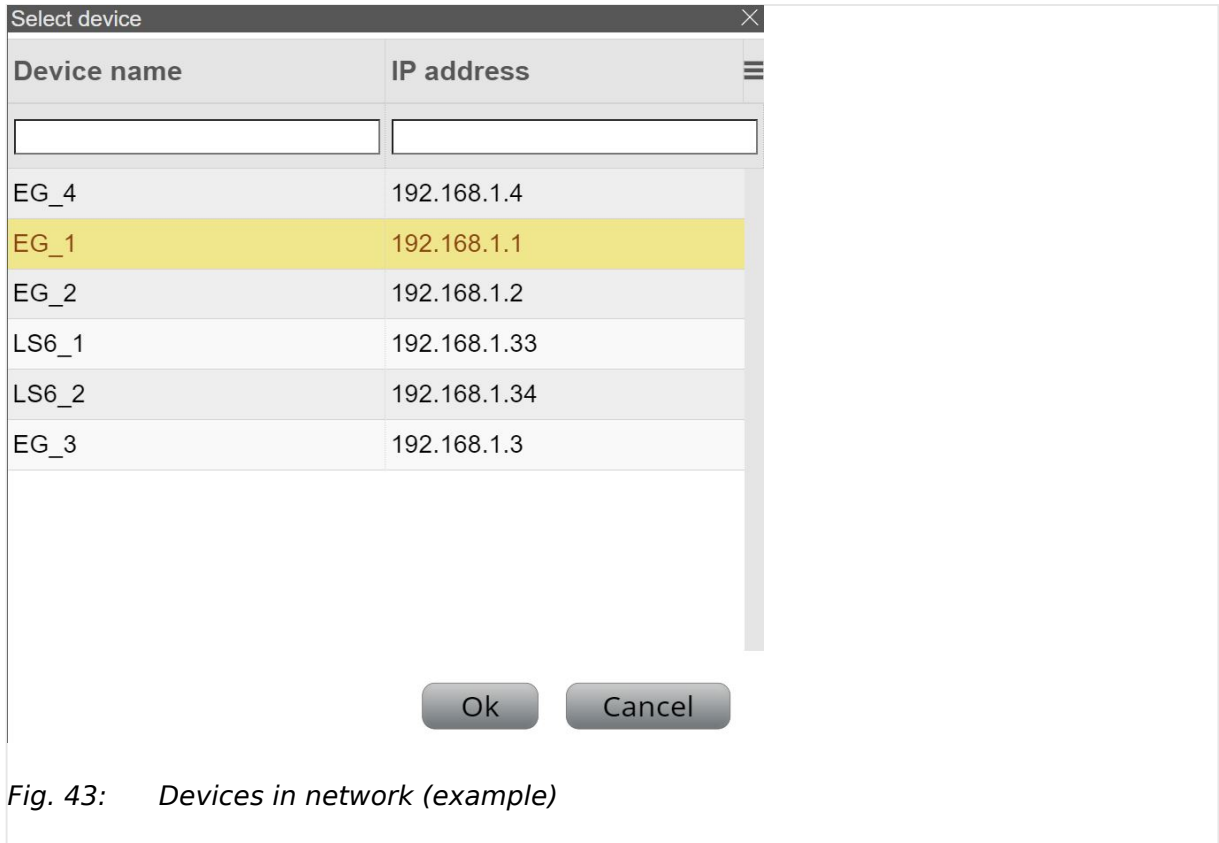 Select device
Device name IP address
EG_4 192.168.1.4
EG_1 192.168.1.1
EG_2 192.168.1.2
LS6_1 192.168.1.33
LS6_2 192.168.1.34
EG_3 192.168.1.3
Ok Cancel
Fig. 43: Devices in network (example)